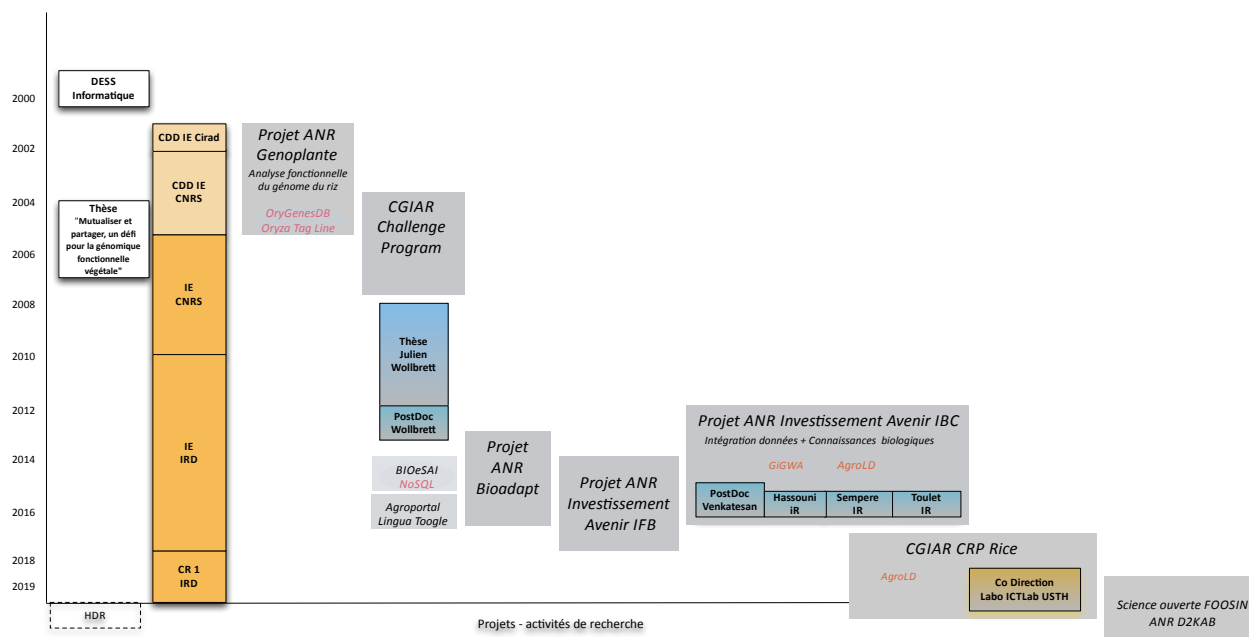 2000
2002
2004
2006
2008
2010
2012
2014
2016
2018
2019
DESS
Informatique
Thèse
"Mutualiser et
partager, un défi
pour la génomique
fonctionnelle
végétale"
HDR
CDD IE Cirad
CDD IE
CNRS
IE
CNRS
IE
IRD
CR 1
IRD
Projet ANR
Genoplante
Analyse fonctionnelle
du génome du riz
OryGenesDB
Oryza Tag Line
CGIAR
Challenge
Program
Thèse
Julien
Wollbrett
PostDoc
Wollbrett
BIOeSAI
NoSQL
Agroportal
Lingua Toogle
Projet
ANR
Bioadapt
Projet ANR
Investissement
Avenir IFB
Projet ANR Investissement Avenir IBC
Intégration données + Connaissances biologiques
GiGWA AgroLD
PostDoc
Venkatesan
Hassouni
iR
Sempere
IR
Toulet
IR
CGIAR CRP Rice
AgroLD
Co Direction
Labo ICTLab USTH
Science ouverte FOOSIN
ANR D2KAB
Projets - activités de recherche